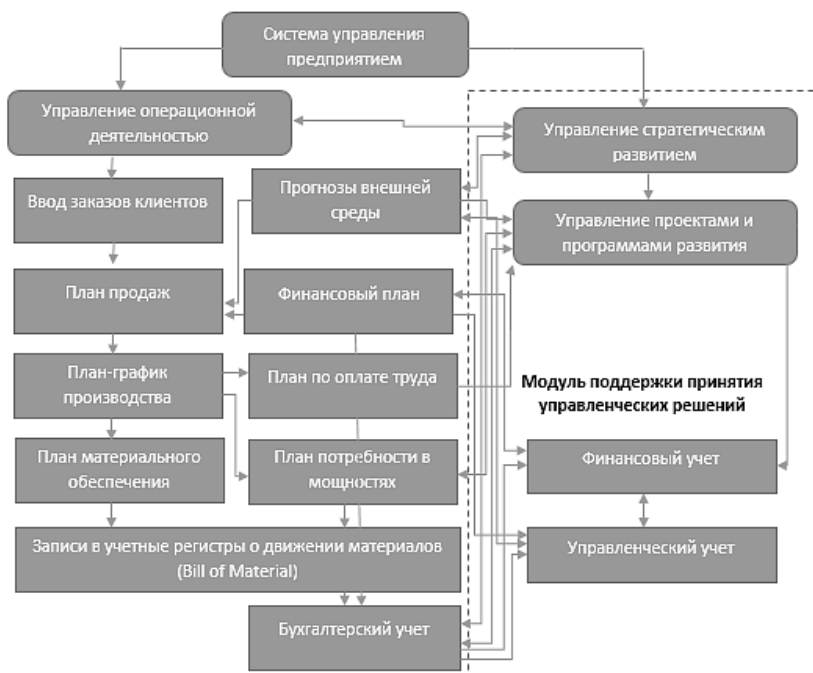 Система управления
предприятием
Управление операционной
деятельностью
Управление стратегическим
развитием
Ввод заказов клиентов
Прогнозы внешней
среды
Управление проектами и
программами развития
План продаж
Финансовый план
План-график
производства
План по оплате труда
Модуль поддержки принятия
управленческих решений
План материального
обеспечения
План потребности в
мощностях
Финансовый учет
Записи в учетные регистры о движении материалов
(Bill of Material)
Управленческий учет
Бухгалтерский учет